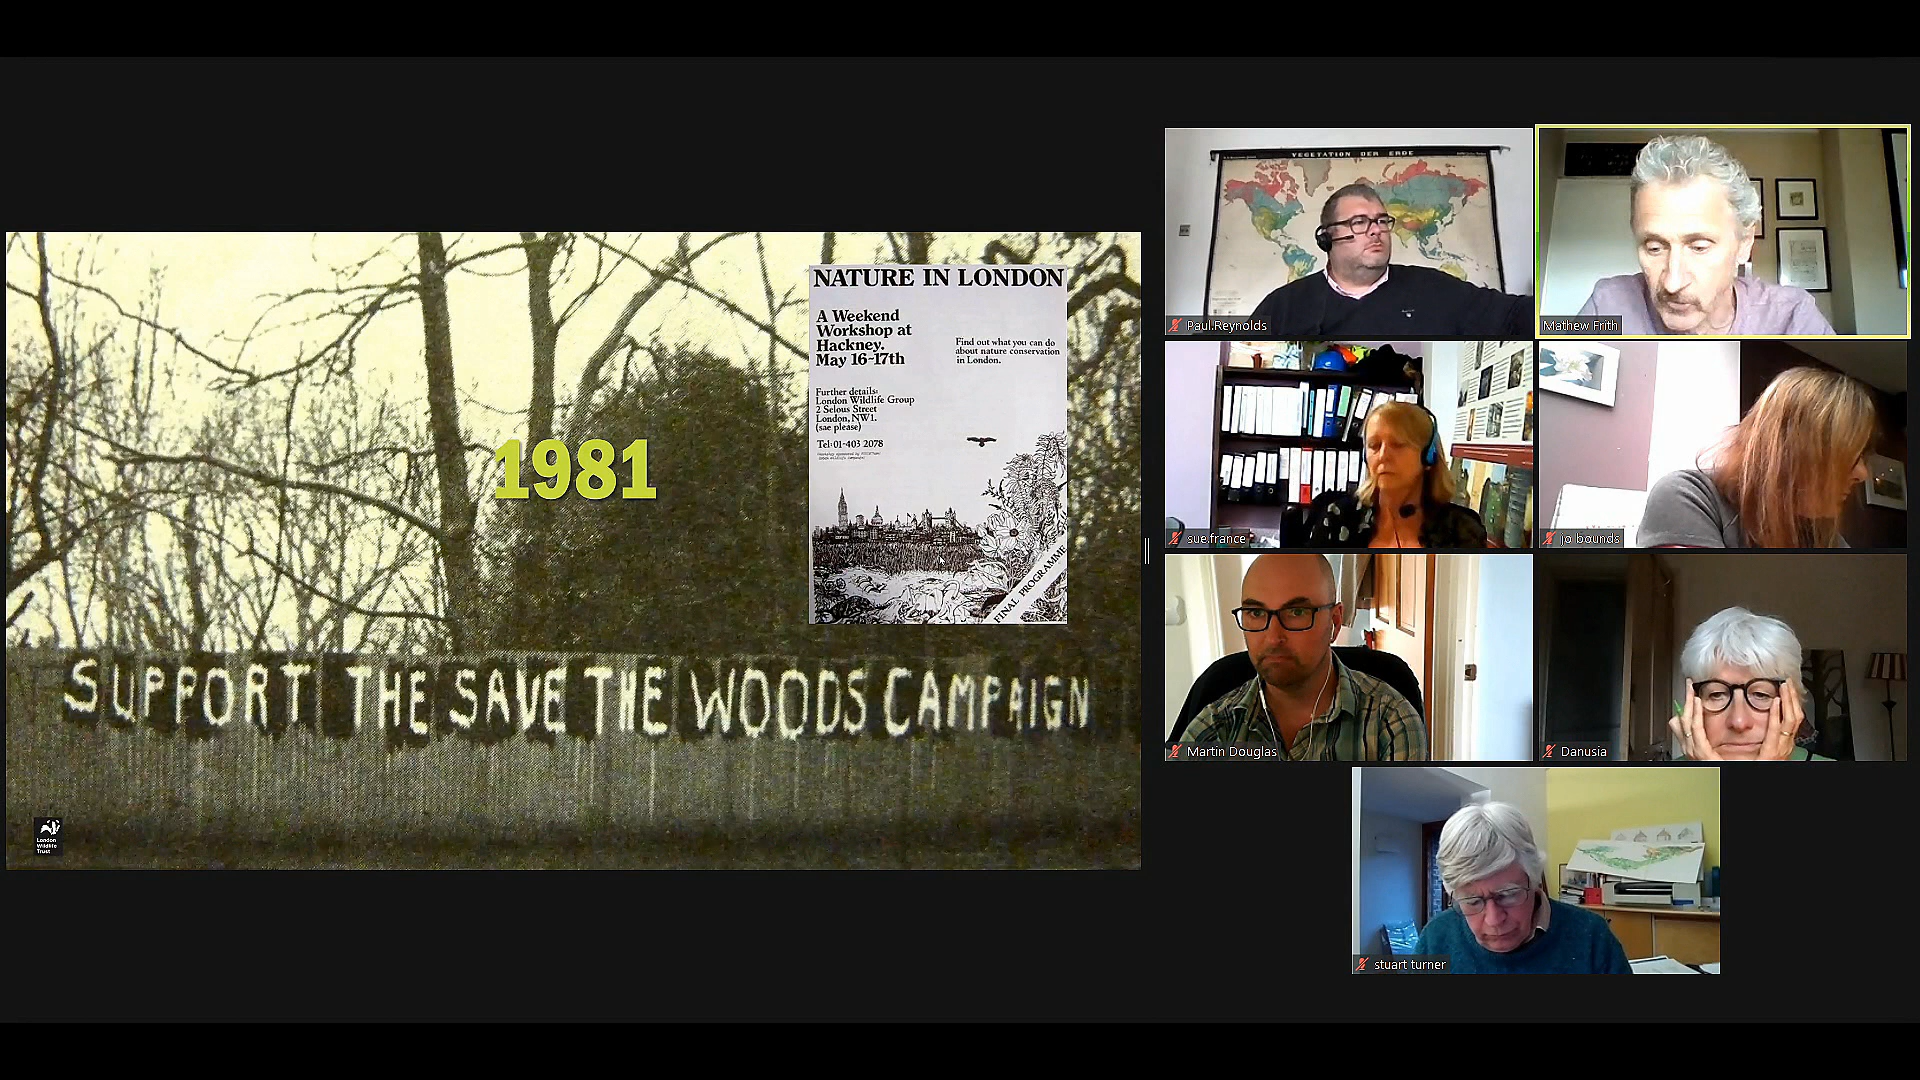 NATURE IN LONDON
A Weekend
Workshop at
Hackney.
May 16-17th
Find out what you can do
about nature conservation
in London.
Further details:
London Wildlife Group
2 Selous Street
London, NW1.
(sae please)
Tel: 01-403 2078
FINAL PROGRAMME
1981
SUPPORT THE SAVE THE WOODS CAMPAIGN
London
Wildlife
Trust
VEGETATION DER ERDE
Paul.Reynolds
Mathew Frith
sue.france
jo bounds
Martin Douglas
Danusia
stuart turner